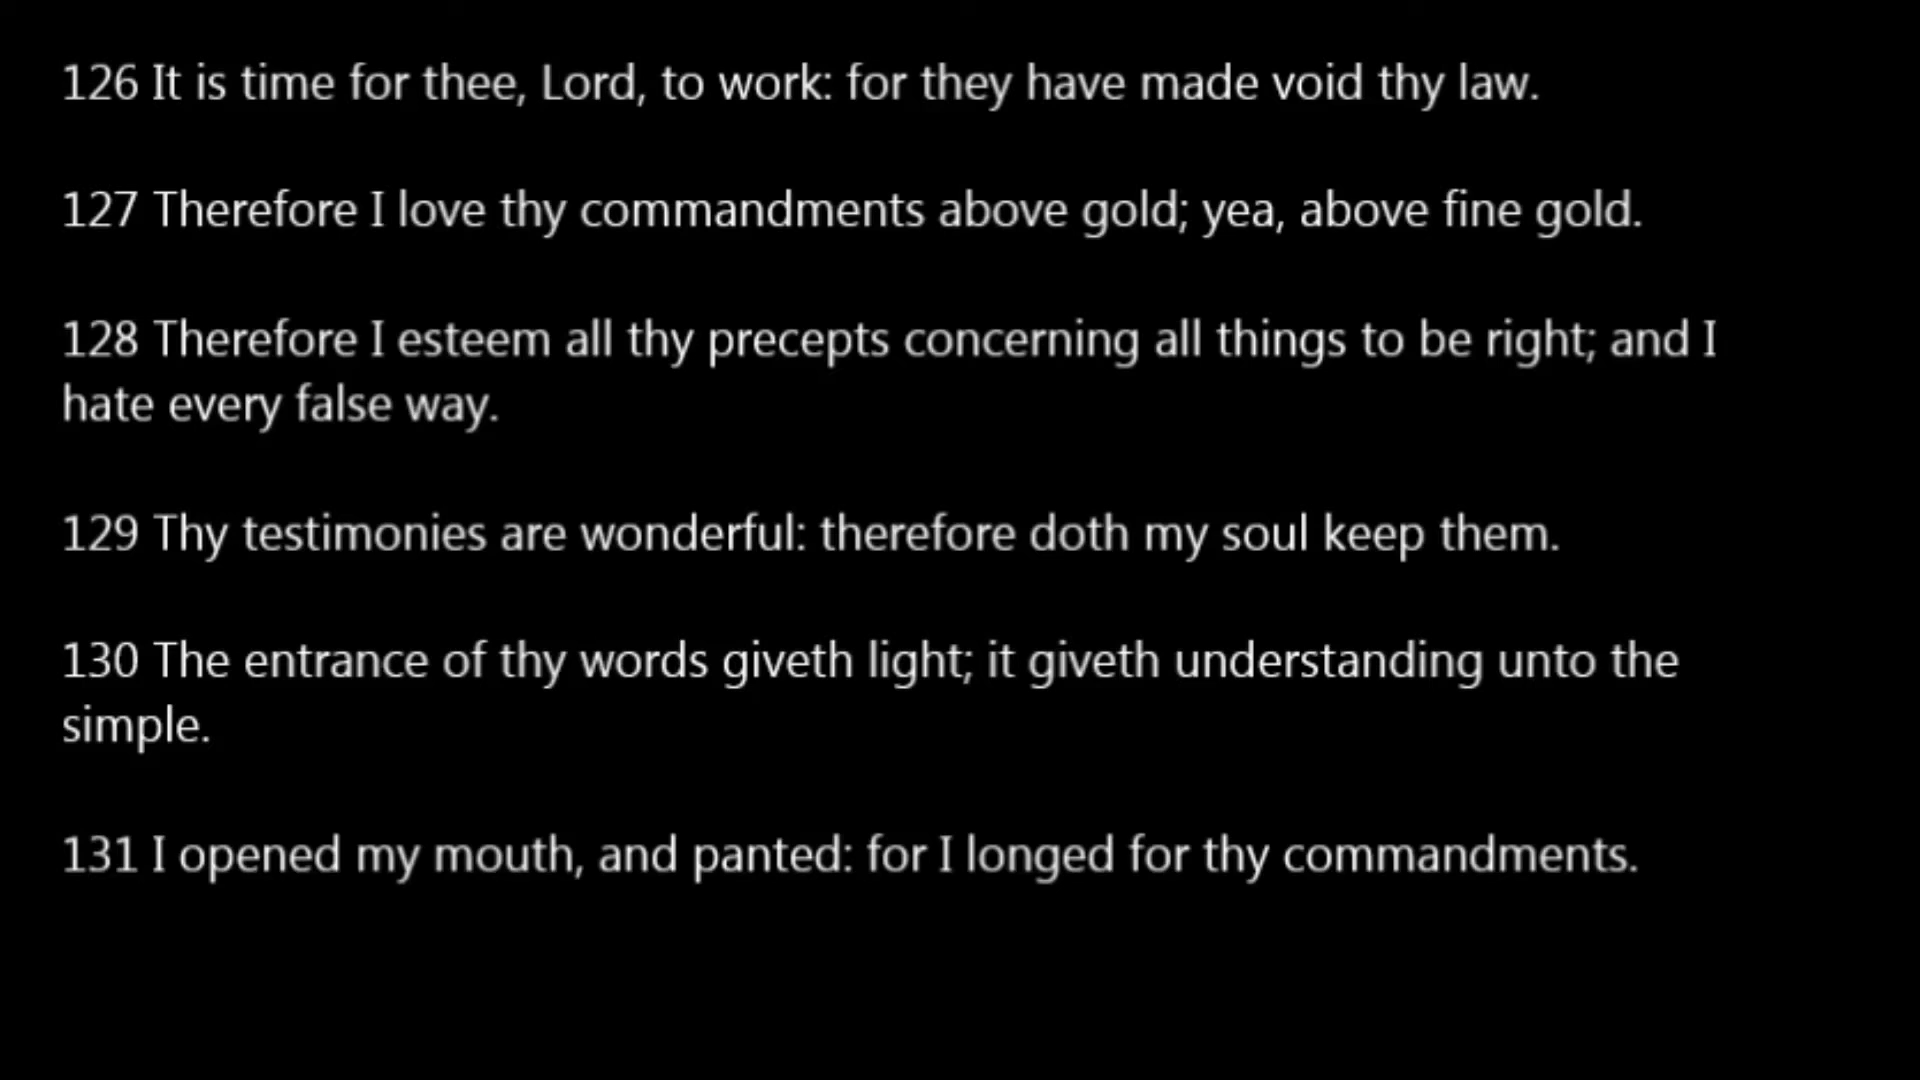 126 It is time for thee, Lord, to work: for they have made void thy law.
127 Therefore I love thy commandments above gold; yea, above fine gold.
128 Therefore I esteem all thy precepts concerning all things to be right; and I
hate every false way.
129 Thy testimonies are wonderful: therefore doth my soul keep them.
130 The entrance of thy words giveth light; it giveth understanding unto the
simple.
131 I opened my mouth, and panted: for I longed for thy commandments.